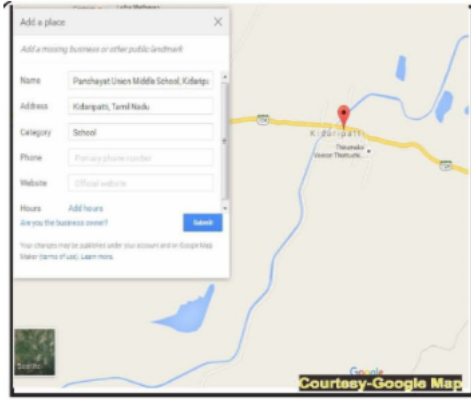 Add a place
Add a missing business or other public landmark
Name Panchayat Union Middle School, Kidaripa
Address Kidaripatti, Tamil Nadu
Category School
Phone Primary phone number
Website Official website
Hours Add hours
Are you the business owner? Submit
Your changes may be published under your account and on Google Map
Maker (terms of use). Learn more.
Kidaripatti
Google
Courtesy-Google Map